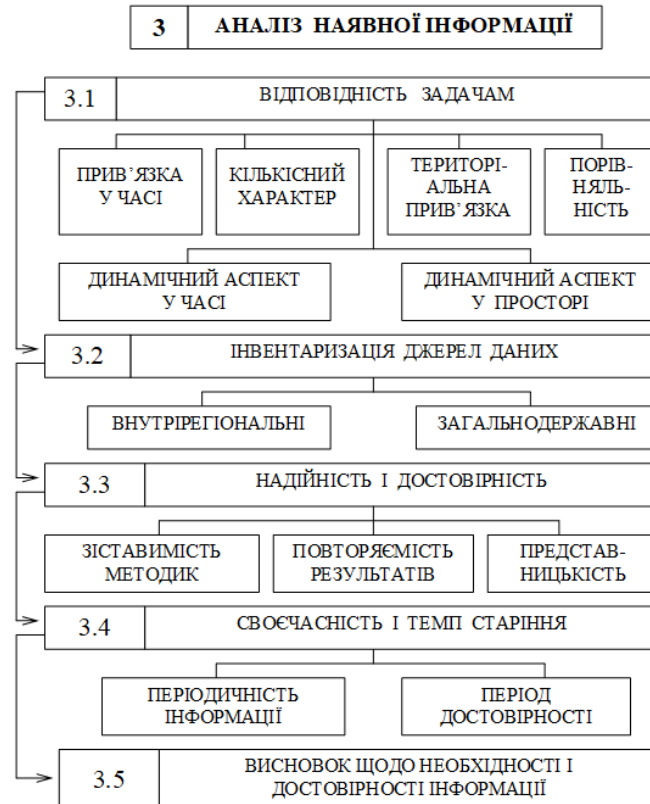 3 АНАЛІЗ НАЯВНОЇ ІНФОРМАЦІЇ
3.1 ВІДПОВІДНІСТЬ ЗАДАЧАМ
ПРИВ’ЯЗКА
У ЧАСІ
КІЛЬКІСНИЙ
ХАРАКТЕР
ТЕРИТОРІ-
АЛЬНА
ПРИВ’ЯЗКА
ПОРІВ-
НЯЛЬ-
НІСТЬ
ДИНАМІЧНИЙ АСПЕКТ
У ЧАСІ
ДИНАМІЧНИЙ АСПЕКТ
У ПРОСТОРІ
3.2 ІНВЕНТАРИЗАЦІЯ ДЖЕРЕЛ ДАНИХ
ВНУТРІРЕГІОНАЛЬНІ
ЗАГАЛЬНОДЕРЖАВНІ
3.3 НАДІЙНІСТЬ І ДОСТОВІРНІСТЬ
ЗІСТАВИМІСТЬ
МЕТОДИК
ПОВТОРЯЄМІСТЬ
РЕЗУЛЬТАТІВ
ПРЕДСТАВ-
НИЦЬКІСТЬ
3.4 СВОЄЧАСНІСТЬ І ТЕМП СТАРІННЯ
ПЕРІОДИЧНІСТЬ
ІНФОРМАЦІЇ
ПЕРІОД
ДОСТОВІРНОСТІ
3.5 ВИСНОВОК ЩОДО НЕОБХІДНОСТІ І
ДОСТОВІРНОСТІ ІНФОРМАЦІЇ